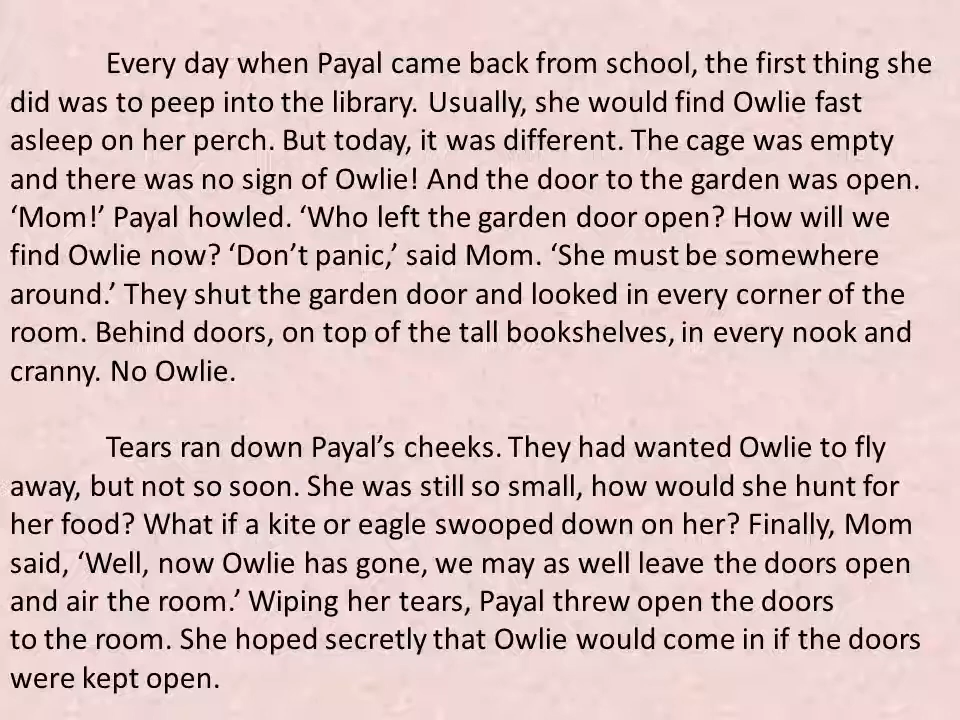 Every day when Payal came back from school, the first thing she
did was to peep into the library. Usually, she would find Owlie fast
asleep on her perch. But today, it was different. The cage was empty
and there was no sign of Owlie! And the door to the garden was open.
‘Mom!’ Payal howled. ‘Who left the garden door open? How will we
find Owlie now? ‘Don’t panic,’ said Mom. ‘She must be somewhere
around.’ They shut the garden door and looked in every corner of the
room. Behind doors, on top of the tall bookshelves, in every nook and
cranny. No Owlie.
Tears ran down Payal’s cheeks. They had wanted Owlie to fly
away, but not so soon. She was still so small, how would she hunt for
her food? What if a kite or eagle swooped down on her? Finally, Mom
said, ‘Well, now Owlie has gone, we may as well leave the doors open
and air the room.’ Wiping her tears, Payal threw open the doors
to the room. She hoped secretly that Owlie would come in if the doors
were kept open.